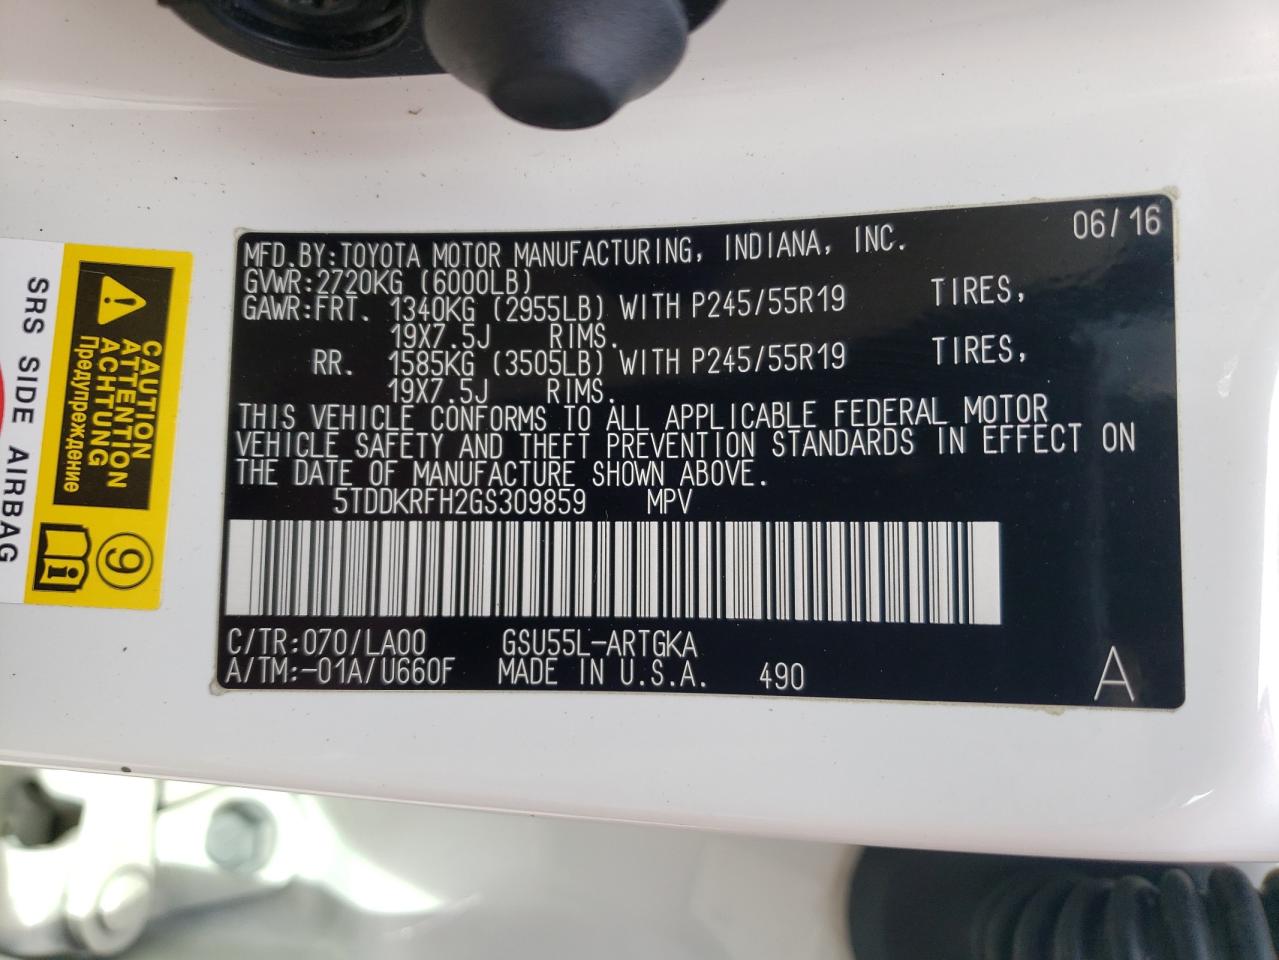 06/16
MFD.BY:TOYOTA MOTOR MANUFACTURING, INDIANA, INC.
GVWR:2720KG (6000LB)
GAWR:FRT. 1340KG (2955LB) WITH P245/55R19 TIRES,
19X7.5J RIMS.
RR. 1585KG (3505LB) WITH P245/55R19 TIRES,
19X7.5J RIMS.
THIS VEHICLE CONFORMS TO ALL APPLICABLE FEDERAL MOTOR
VEHICLE SAFETY AND THEFT PREVENTION STANDARDS IN EFFECT ON
THE DATE OF MANUFACTURE SHOWN ABOVE.
5TDDKRFH2GS309859 MPV
C/TR:070/LA00 GSU55L-ARTGKA
A/TM:-01A/U660F MADE IN U.S.A. 490 A
CAUTION
ATTENTION
ACHTUNG
Предупреждение
9
SRS SIDE AIRBAG